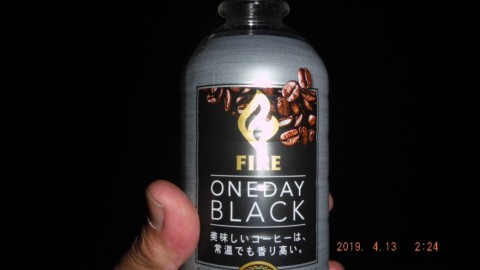 FIRE
ONEDAY
BLACK
美味しいコーヒーは、
常温でも香り高い。
2019. 4.13 2:24